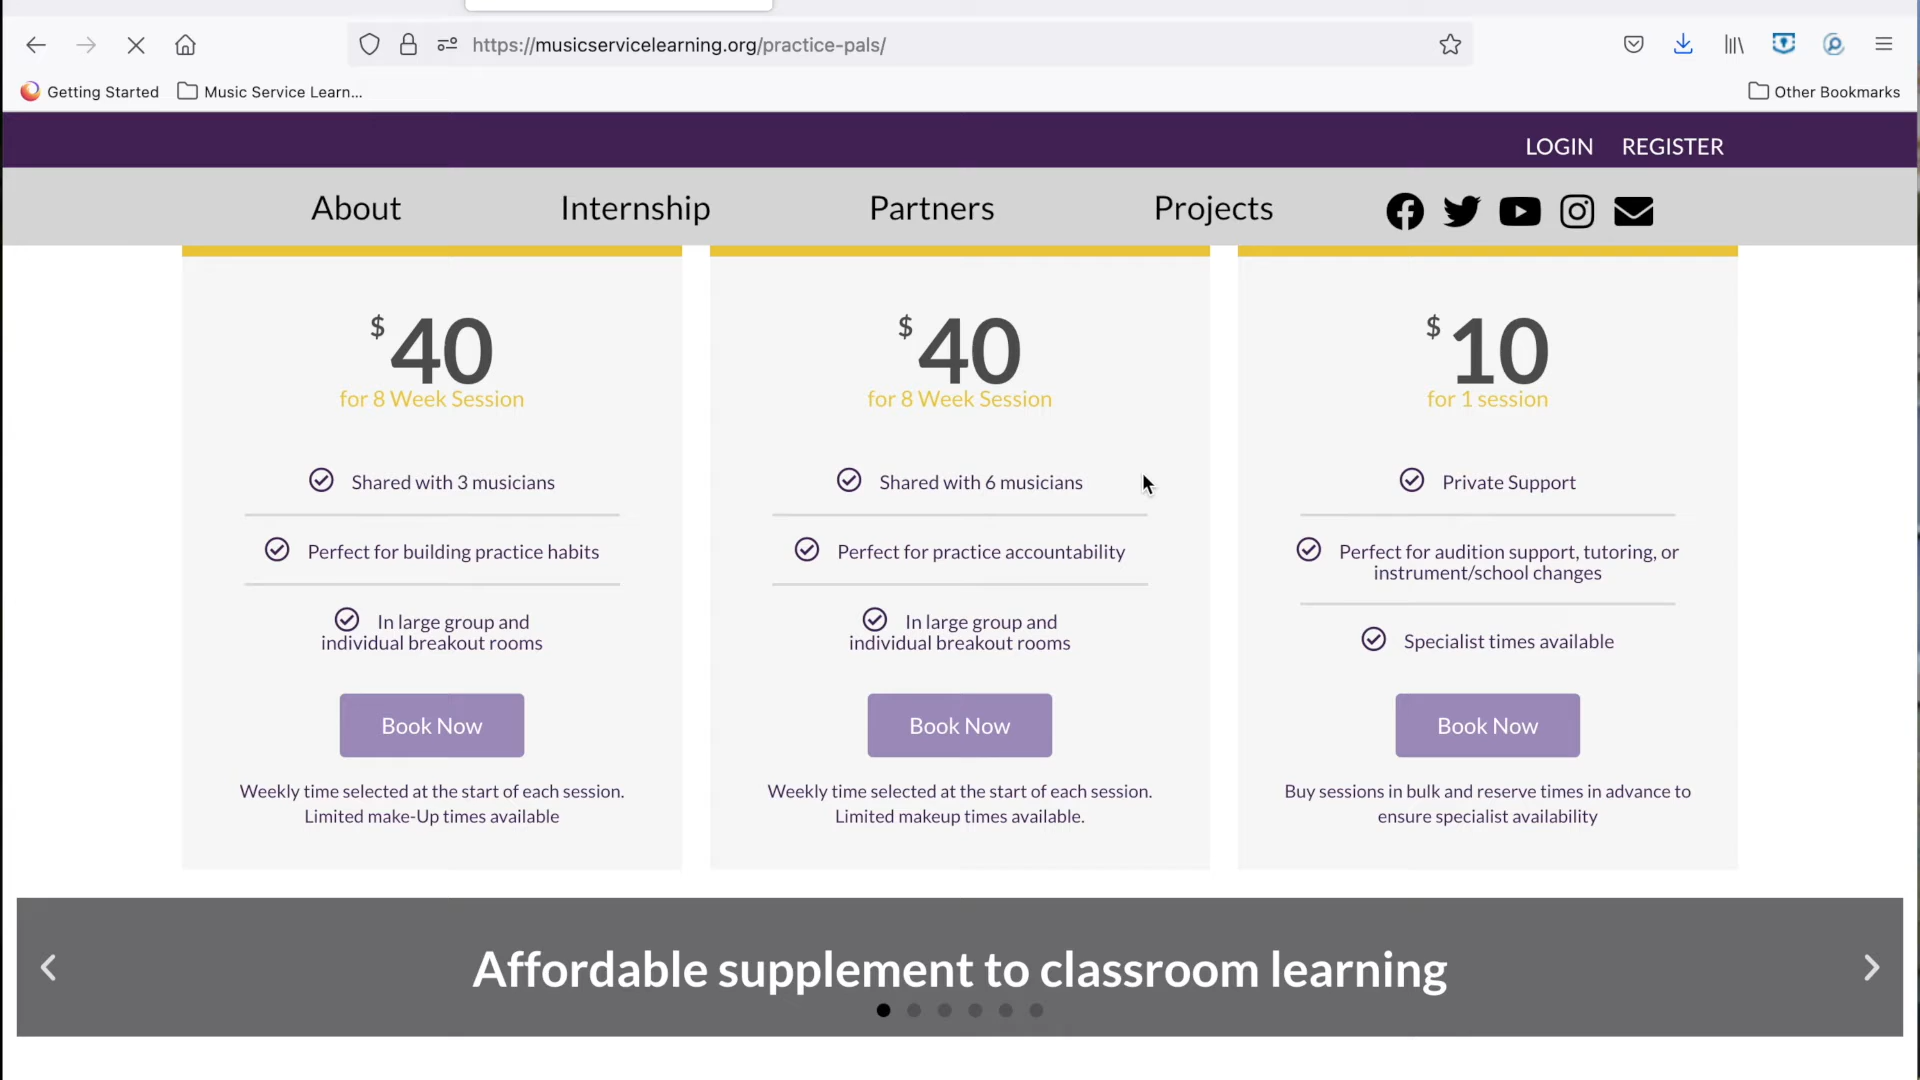 https://musicservicelearning.org/practice-pals/
Getting Started
Music Service Learn...
Other Bookmarks
LOGIN REGISTER
About Internship Partners Projects
$40
for 8 Week Session
Shared with 3 musicians
Perfect for building practice habits
In large group and
individual breakout rooms
Book Now
Weekly time selected at the start of each session.
Limited make-Up times available
$40
for 8 Week Session
Shared with 6 musicians
Perfect for practice accountability
In large group and
individual breakout rooms
Book Now
Weekly time selected at the start of each session.
Limited makeup times available.
$10
for 1 session
Private Support
Perfect for audition support, tutoring, or
instrument/school changes
Specialist times available
Book Now
Buy sessions in bulk and reserve times in advance to
ensure specialist availability
Affordable supplement to classroom learning